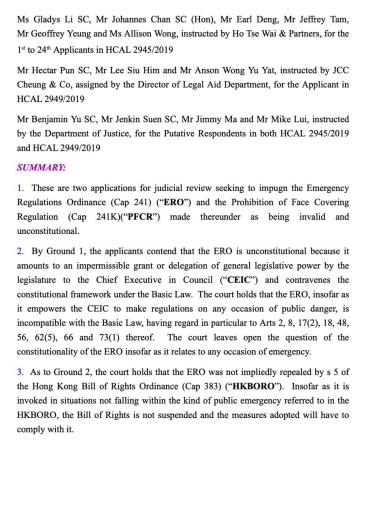 Ms Gladys Li SC, Mr Johannes Chan SC (Hon), Mr Earl Deng, Mr Jeffrey Tam,
Mr Geoffrey Yeung and Ms Allison Wong, instructed by Ho Tse Wai & Partners, for the
1st to 24th Applicants in HCAL 2945/2019
Mr Hectar Pun SC, Mr Lee Siu Him and Mr Anson Wong Yu Yat, instructed by JCC
Cheung & Co, assigned by the Director of Legal Aid Department, for the Applicant in
HCAL 2949/2019
Mr Benjamin Yu SC, Mr Jenkin Suen SC, Mr Jimmy Ma and Mr Mike Lui, instructed
by the Department of Justice, for the Putative Respondents in both HCAL 2945/2019
and HCAL 2949/2019
SUMMARY:
1. These are two applications for judicial review seeking to impugn the Emergency
Regulations Ordinance (Cap 241) (“ERO”) and the Prohibition of Face Covering
Regulation (Cap 241K)(“PFCR”) made thereunder as being invalid and
unconstitutional.
2. By Ground 1, the applicants contend that the ERO is unconstitutional because it
amounts to an impermissible grant or delegation of general legislative power by the
legislature to the Chief Executive in Council (“CEIC”) and contravenes the
constitutional framework under the Basic Law. The court holds that the ERO, insofar as
it empowers the CEIC to make regulations on any occasion of public danger, is
incompatible with the Basic Law, having regard in particular to Arts 2, 8, 17(2), 18, 48,
56, 62(5), 66 and 73(1) thereof. The court leaves open the question of the
constitutionality of the ERO insofar as it relates to any occasion of emergency.
3. As to Ground 2, the court holds that the ERO was not impliedly repealed by s 5 of
the Hong Kong Bill of Rights Ordinance (Cap 383) (“HKBORO”). Insofar as it is
invoked in situations not falling within the kind of public emergency referred to in the
HKBORO, the Bill of Rights is not suspended and the measures adopted will have to
comply with it.